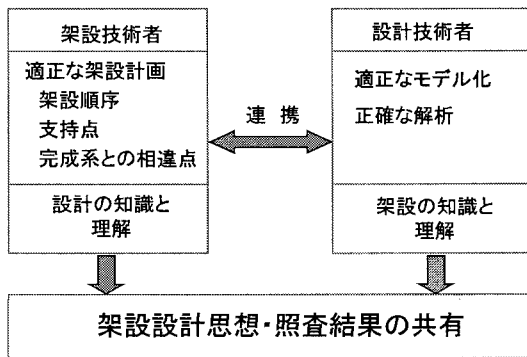 架設技術者
適正な架設計画
架設順序
支持点
完成系との相違点
設計の知識と
理解
連 携
設計技術者
適正なモデル化
正確な解析
架設の知識と
理解
架設設計思想・照査結果の共有